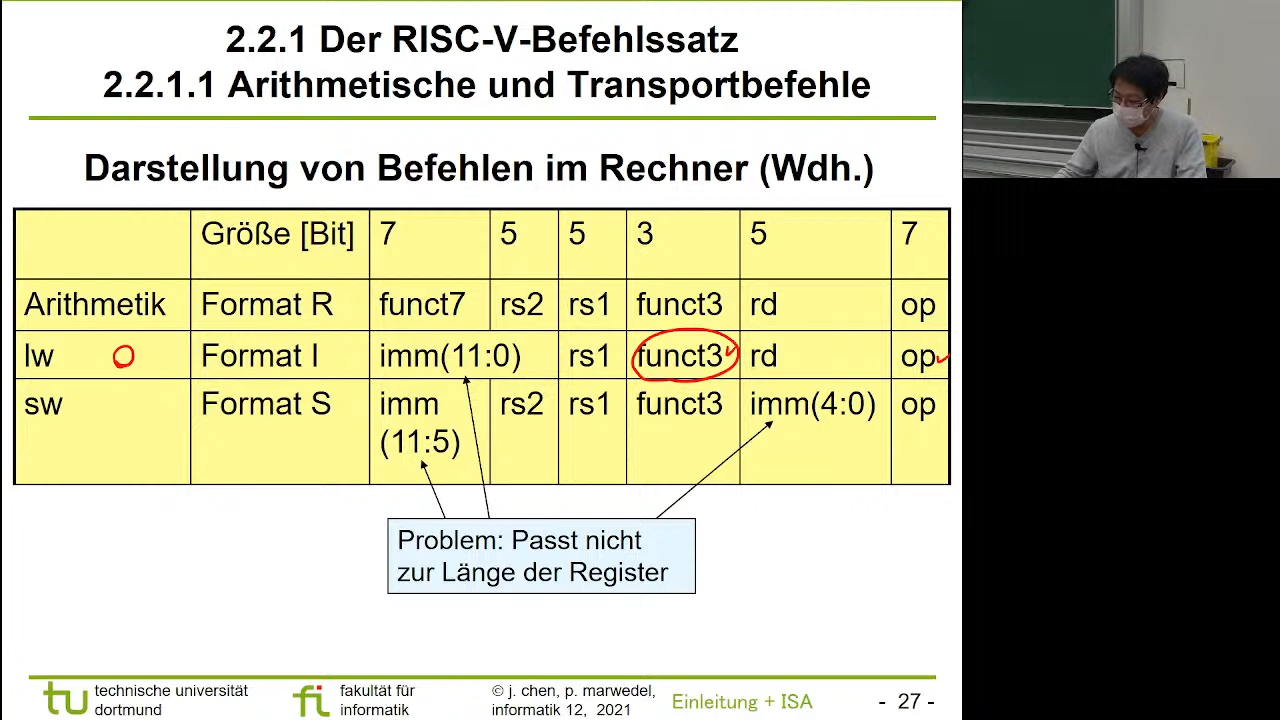 2.2.1 Der RISC-V-Befehlssatz
2.2.1.1 Arithmetische und Transportbefehle
Darstellung von Befehlen im Rechner (Wdh.)
Größe [Bit] 7 5 5 3 5 7
Arithmetik Format R funct7 rs2 rs1 funct3 rd op
lw Format I imm(11:0) rs1 funct3 rd op
sw Format S imm rs2 rs1 funct3 imm(4:0) op
(11:5)
Problem: Passt nicht
zur Länge der Register
tu technische universität
dortmund
fi fakultät für
informatik
© j. chen, p. marwedel,
informatik 12, 2021
Einleitung + ISA
- 27 -